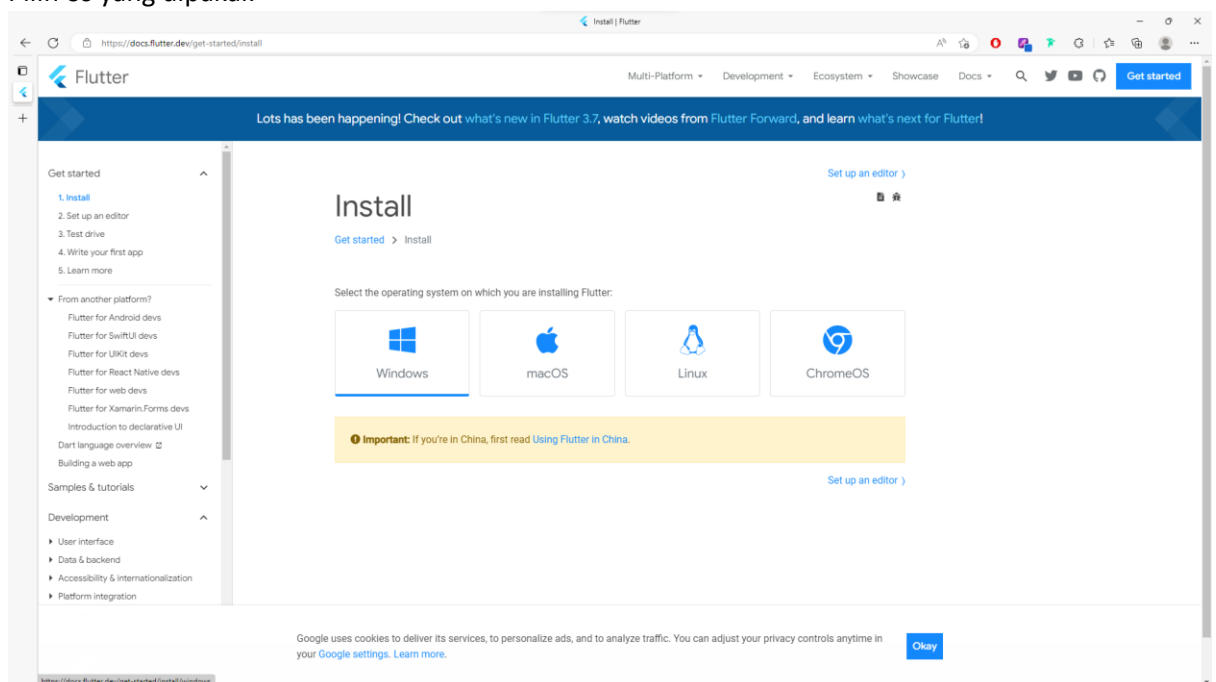 Install | Flutter
https://docs.flutter.dev/get-started/install
Flutter
Multi-Platform
Development
Ecosystem
Showcase
Docs
Get started
Lots has been happening! Check out what's new in Flutter 3.7, watch videos from Flutter Forward, and learn what's next for Flutter!
Get started
1. Install
2. Set up an editor
3. Test drive
4. Write your first app
5. Learn more
From another platform?
Flutter for Android devs
Flutter for SwiftUI devs
Flutter for UIKit devs
Flutter for React Native devs
Flutter for web devs
Flutter for Xamarin.Forms devs
Introduction to declarative UI
Dart language overview
Building a web app
Samples & tutorials
Development
User interface
Data & backend
Accessibility & internationalization
Platform integration
Set up an editor
Install
Get started > Install
Select the operating system on which you are installing Flutter:
Windows
macOS
Linux
ChromeOS
Important: If you're in China, first read Using Flutter in China.
Set up an editor
Google uses cookies to deliver its services, to personalize ads, and to analyze traffic. You can adjust your privacy controls anytime in
your Google settings. Learn more.
Okay